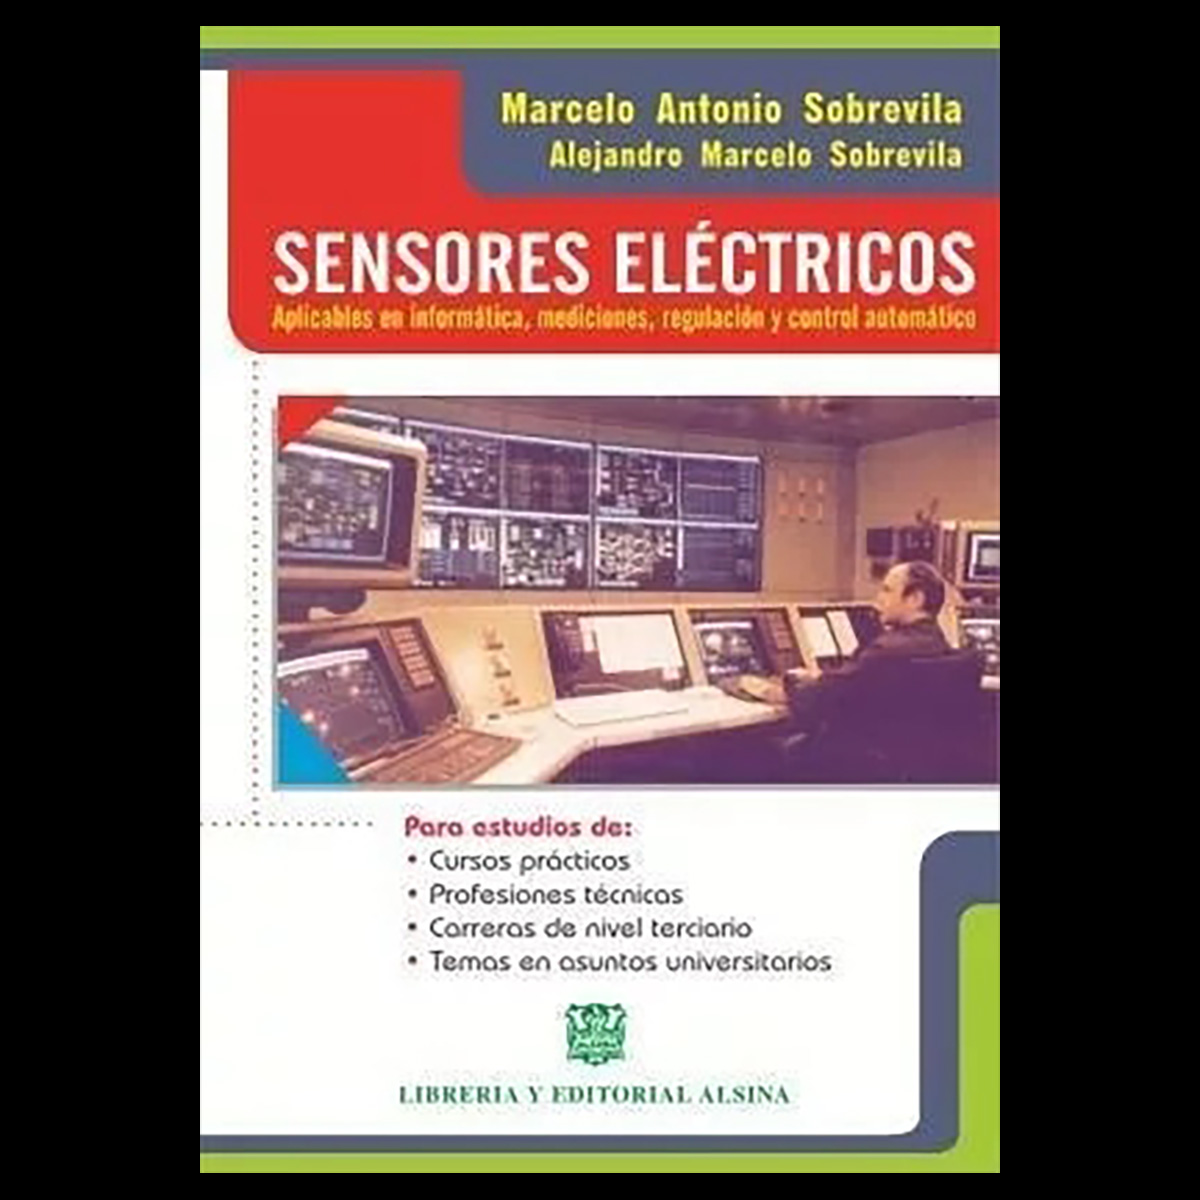 Marcelo Antonio Sobrevila
Alejandro Marcelo Sobrevila
SENSORES ELÉCTRICOS
Aplicables en informática, mediciones, regulación y control automático
Para estudios de:
• Cursos prácticos
• Profesiones técnicas
• Carreras de nivel terciario
• Temas en asuntos universitarios
LIBRERIA Y EDITORIAL ALSINA